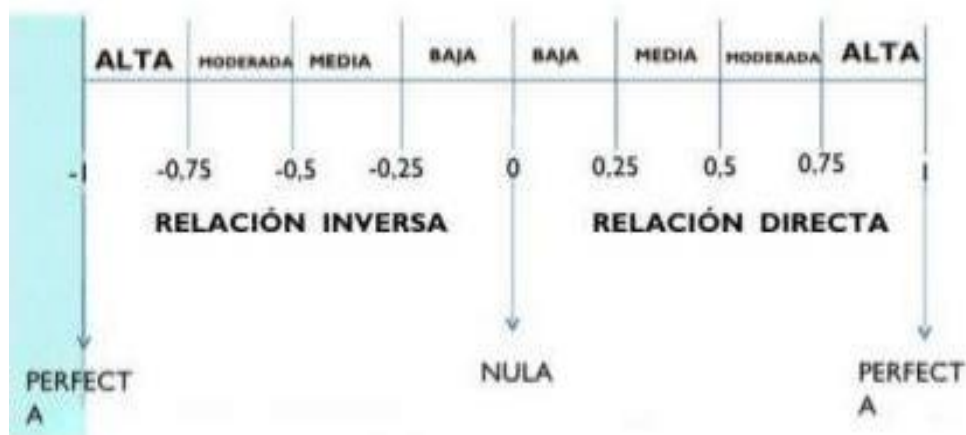 ALTA MODERADA MEDIA BAJA BAJA MEDIA MODERADA ALTA
-1 -0,75 -0,5 -0,25 0 0,25 0,5 0,75 1
RELACIÓN INVERSA RELACIÓN DIRECTA
PERFECT NULA PERFECT
A A